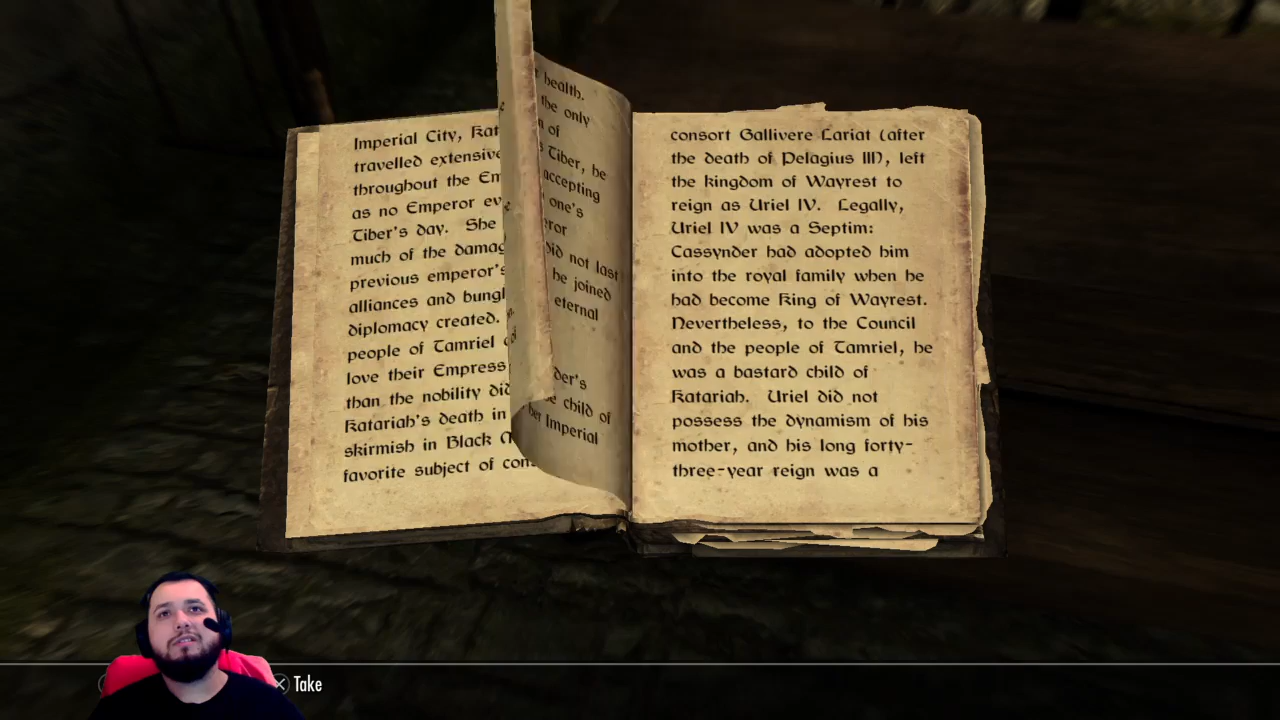 Imperial City, Kat
travelled extensive
throughout the Em
as no Emperor ev
Tiber's day. She
much of the damag
previous emperor's
alliances and bungl
diplomacy created.
people of Tamriel
love their Empress
than the nobility did
Katariah's death in
skirmish in Black
favorite subject of con
health.
the only
of
Tiber, he
accepting
one's
ror
did not last
he joined
eternal
der's
child of
her Imperial
consort Gallivere Lariat (after
the death of Pelagius III), left
the kingdom of Wayrest to
reign as Uriel IV. Legally,
Uriel IV was a Septim:
Cassynder had adopted him
into the royal family when he
had become King of Wayrest.
Nevertheless, to the Council
and the people of Tamriel, he
was a bastard child of
Katariah. Uriel did not
possess the dynamism of his
mother, and his long forty-
three-year reign was a
Take